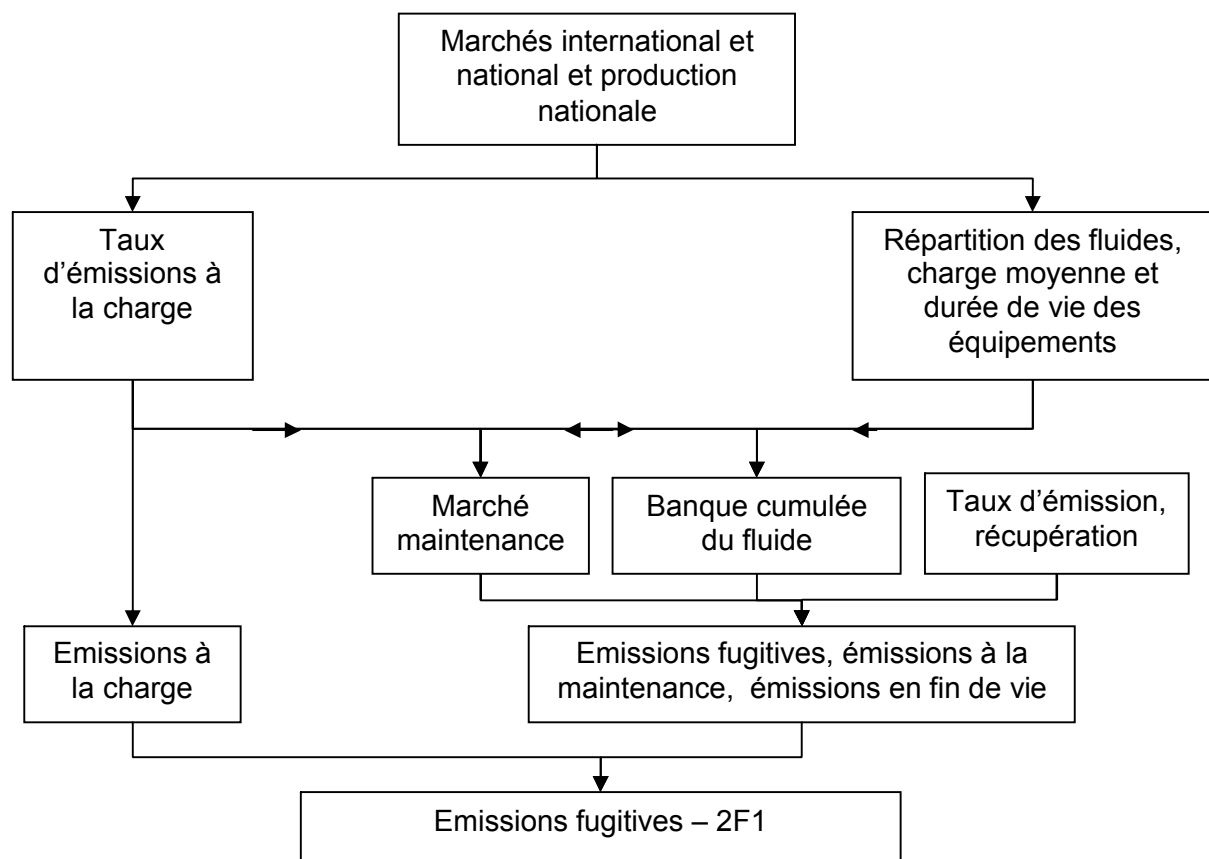 Marchés international et
national et production
nationale
Taux
d’émissions à
la charge
Répartition des fluides,
charge moyenne et
durée de vie des
équipements
Marché
maintenance
Banque cumulée
du fluide
Taux d’émission,
récupération
Emissions à
la charge
Emissions fugitives, émissions à la
maintenance,  émissions en fin de vie
Emissions fugitives – 2F1